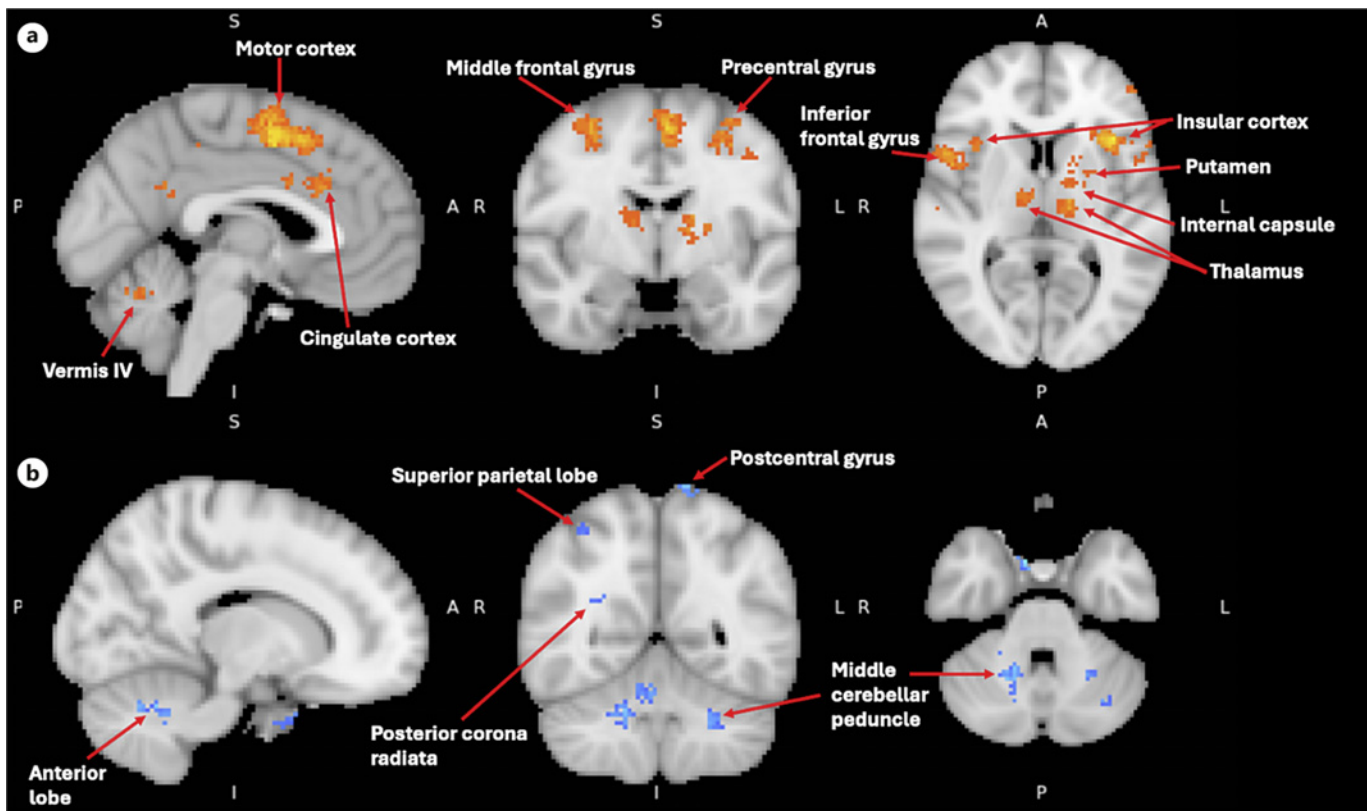 a
S
S
A
Motor cortex
Middle frontal gyrus
Precentral gyrus
Inferior
frontal gyrus
Insular cortex
Putamen
Internal capsule
Thalamus
P
A
R
L
R
L
Cingulate cortex
Vermis IV
I
I
P
b
S
S
A
Superior parietal lobe
Postcentral gyrus
P
A
R
L
R
L
Middle
cerebellar
peduncle
Posterior corona
radiata
Anterior
lobe
I
I
P